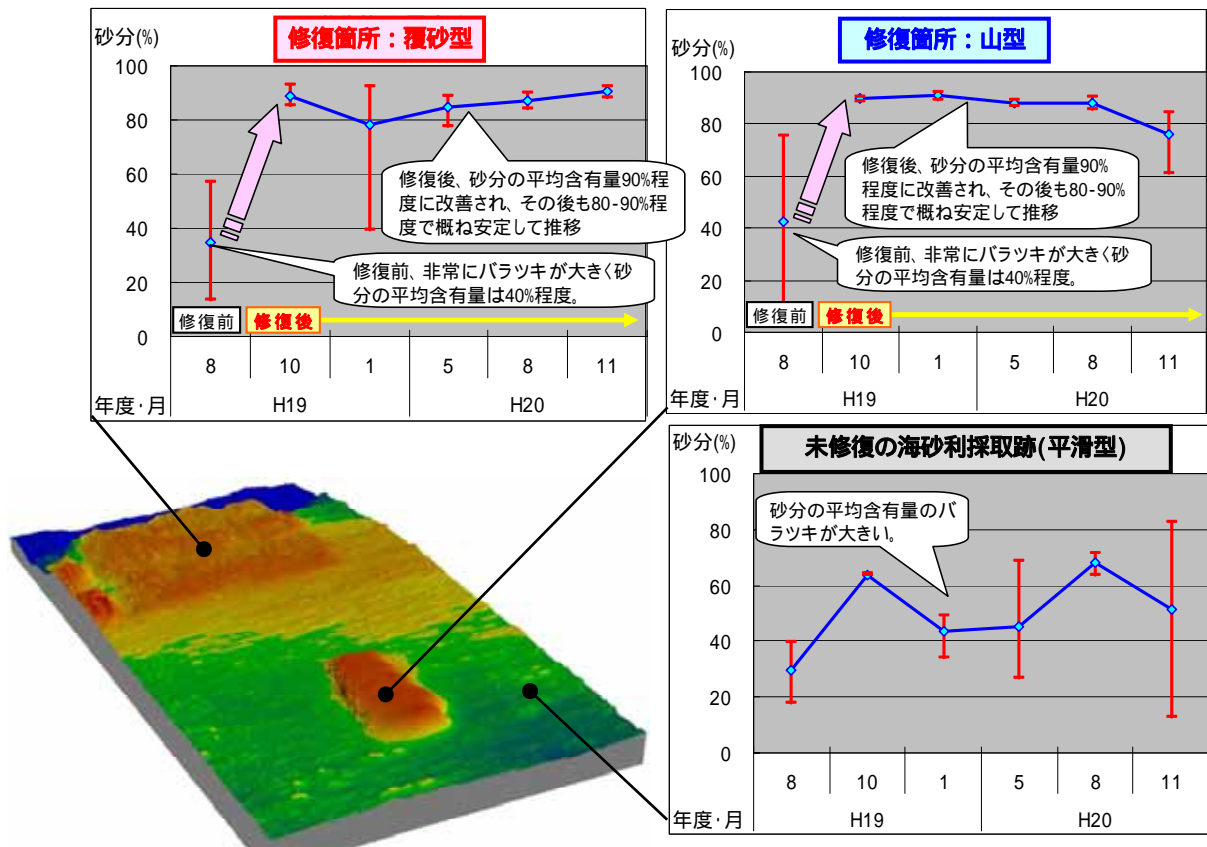 砂分(%)
修復箇所：覆砂型
100
80
60
40
20
0
修復後、砂分の平均含有量90%程
度に改善され、その後も80-90%程
度で概ね安定して推移
修復前、非常にバラツキが大きく砂
分の平均含有量は40%程度。
修復前
修復後
8 10 1 5 8 11
年度・月 H19 H20
砂分(%)
修復箇所：山型
100
80
60
40
20
0
修復後、砂分の平均含有量90%
程度に改善され、その後も80-90%
程度で概ね安定して推移
修復前、非常にバラツキが大きく砂
分の平均含有量は40%程度。
修復前
修復後
8 10 1 5 8 11
年度・月 H19 H20
砂分(%)
未修復の海砂利採取跡(平滑型)
100
80
60
40
20
0
砂分の平均含有量のバ
ラツキが大きい。
8 10 1 5 8 11
年度・月 H19 H20